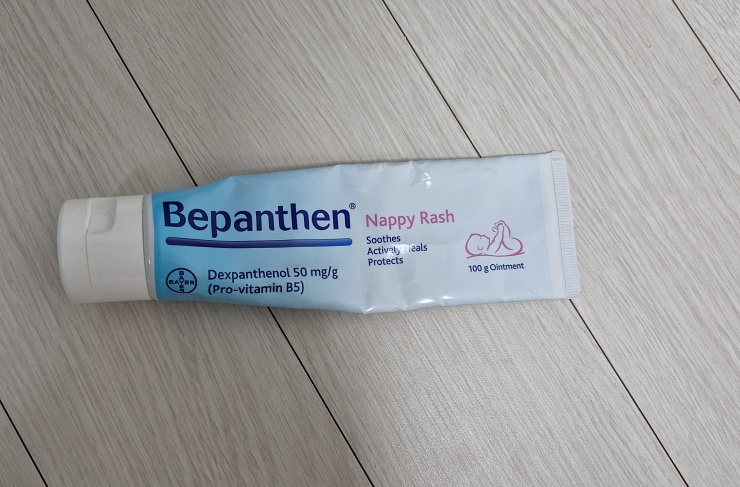 Bepanthen®
Nappy Rash
Soothes
Actively Heals
Protects
BAYER
Dexpanthenol 50 mg/g
(Pro-vitamin B5)
100 g Ointment